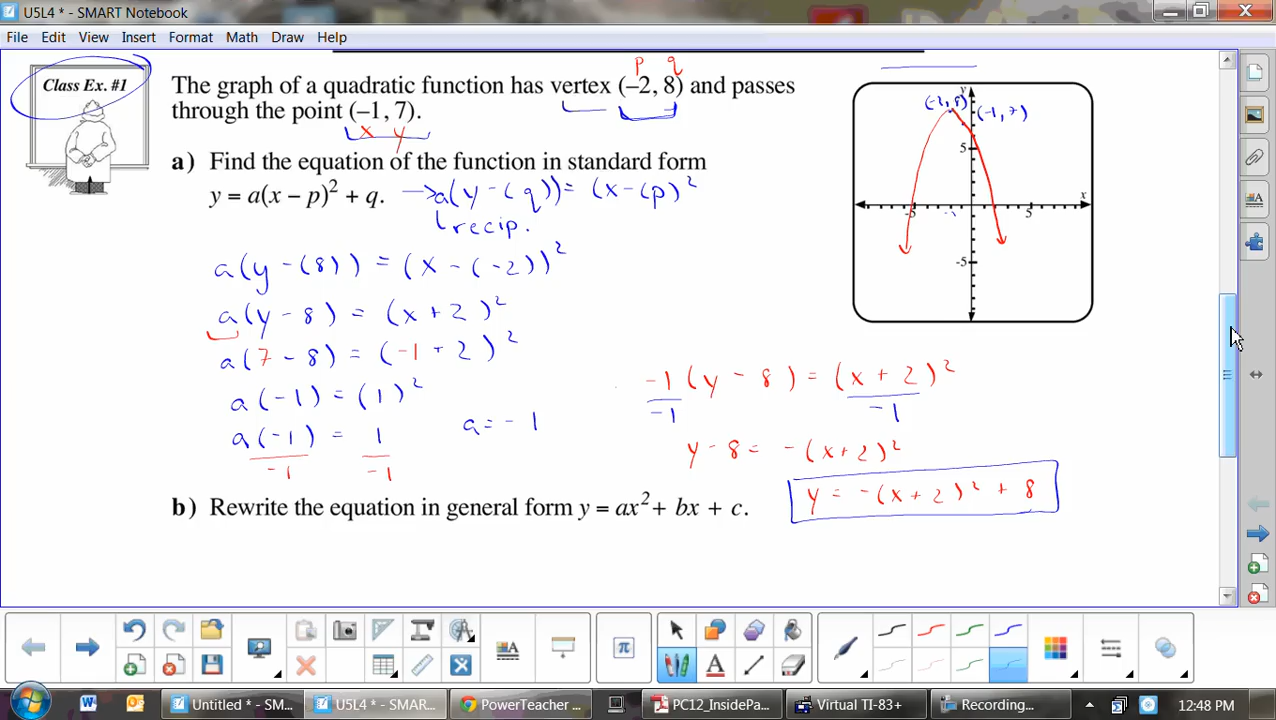 U5L4 * - SMART Notebook
File Edit View Insert Format Math Draw Help
Class Ex. #1
p q
The graph of a quadratic function has vertex (−2, 8) and passes
through the point (−1, 7).
x y
a) Find the equation of the function in standard form
y = a(x − p)² + q. → a(y - (q)) = (x - (p)²
recip.
a(y - (8)) = (x - (-2))²
a(y - 8) = (x + 2)²
a(7 - 8) = (-1 + 2)²
a(-1) = (1)²
a(-1) = 1 a = -1
-1 -1
-1(y - 8) = (x + 2)²
-1 -1
y - 8 = -(x+2)²
y = -(x+2)² + 8
b) Rewrite the equation in general form y = ax² + bx + c.
y
(-2, 8) (-1, 7)
5
x
-5 5
-5
π
A
Untitled * - SM...
U5L4 * - SMAR...
PowerTeacher ...
PC12_InsidePa...
Virtual TI-83+
Recording...
12:48 PM